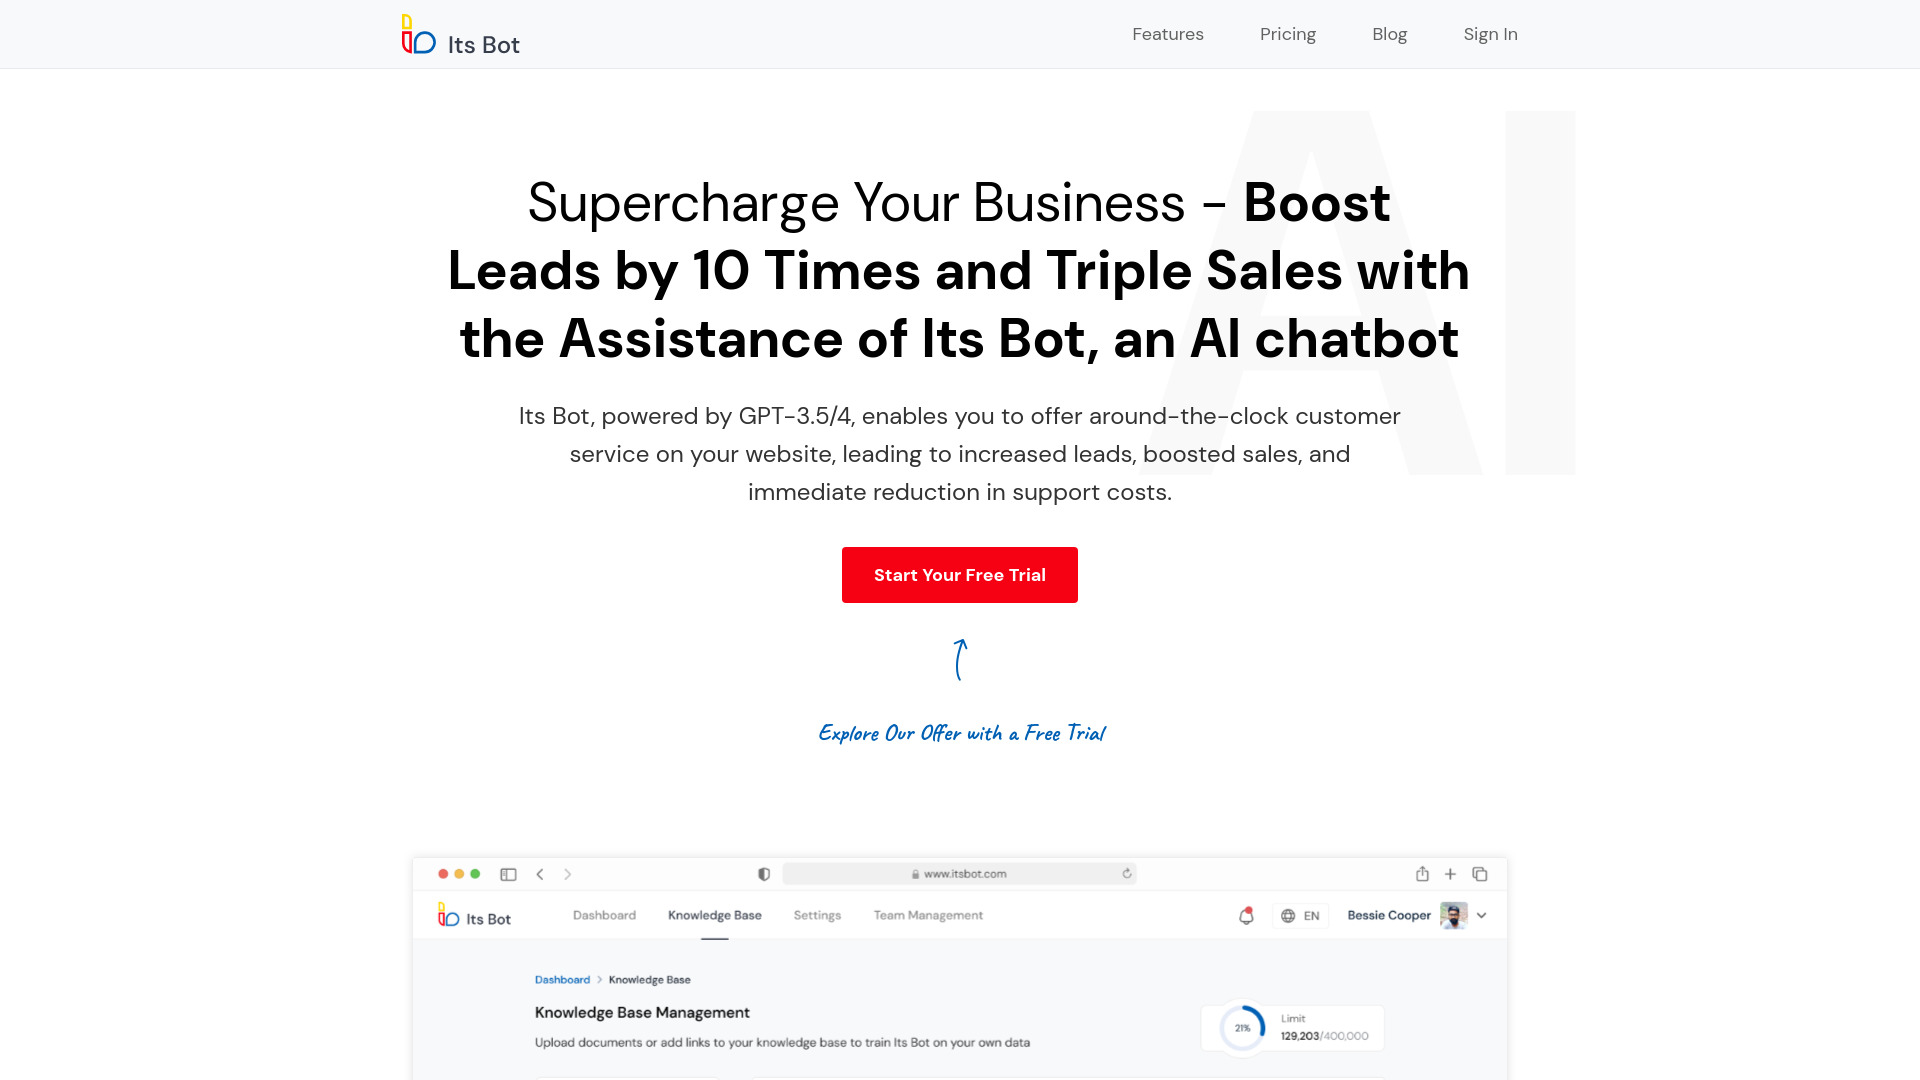 Its Bot
Features
Pricing
Blog
Sign In
AI
Supercharge Your Business - Boost
Leads by 10 Times and Triple Sales with
the Assistance of Its Bot, an AI chatbot
Its Bot, powered by GPT-3.5/4, enables you to offer around-the-clock customer
service on your website, leading to increased leads, boosted sales, and
immediate reduction in support costs.
Start Your Free Trial
Explore Our Offer with a Free Trial
www.itsbot.com
Its Bot
Dashboard
Knowledge Base
Settings
Team Management
EN
Bessie Cooper
Dashboard > Knowledge Base
Knowledge Base Management
Upload documents or add links to your knowledge base to train Its Bot on your own data
21%
Limit
129,203/400,000